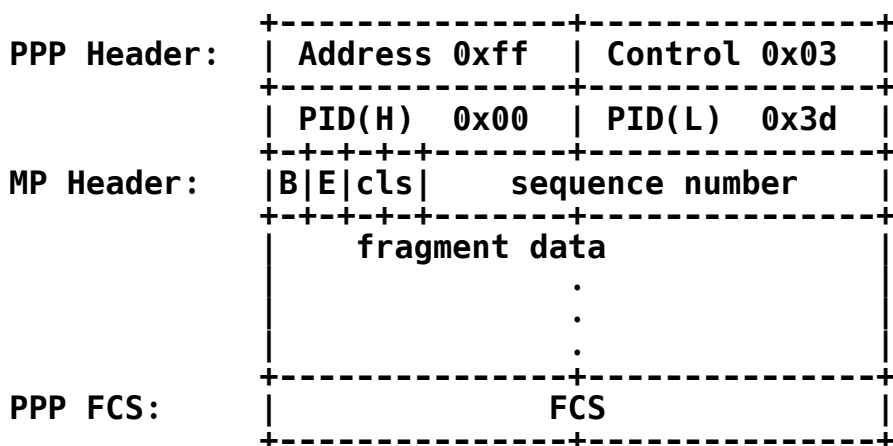 +---------------+---------------+
PPP Header:   | Address 0xff  | Control 0x03  |
              +---------------+---------------+
              | PID(H)  0x00  | PID(L)  0x3d  |
              +-+-+-+-+-------+---------------+
MP Header:    |B|E|cls|    sequence number    |
              +-+-+-+-+-------+---------------+
              |    fragment data              |
              |               .               |
              |               .               |
              |               .               |
              +---------------+---------------+
PPP FCS:      |              FCS              |
              +---------------+---------------+